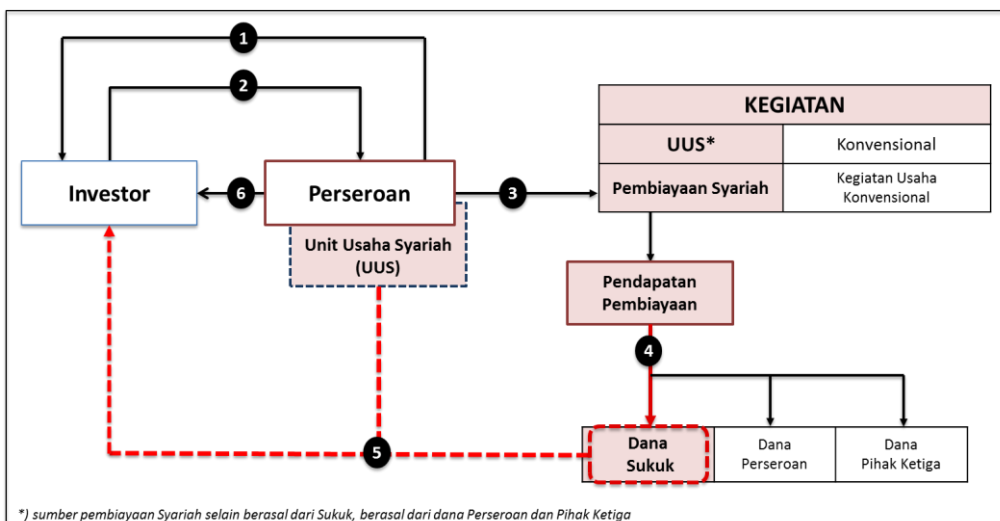 1
2
KEGIATAN
UUS*
Konvensional
Investor
6
Perseroan
3
Pembiayaan Syariah
Kegiatan Usaha
Konvensional
Unit Usaha Syariah
(UUS)
Pendapatan
Pembiayaan
4
Dana
Sukuk
Dana
Perseroan
Dana
Pihak Ketiga
5
*) sumber pembiayaan Syariah selain berasal dari Sukuk, berasal dari dana Perseroan dan Pihak Ketiga